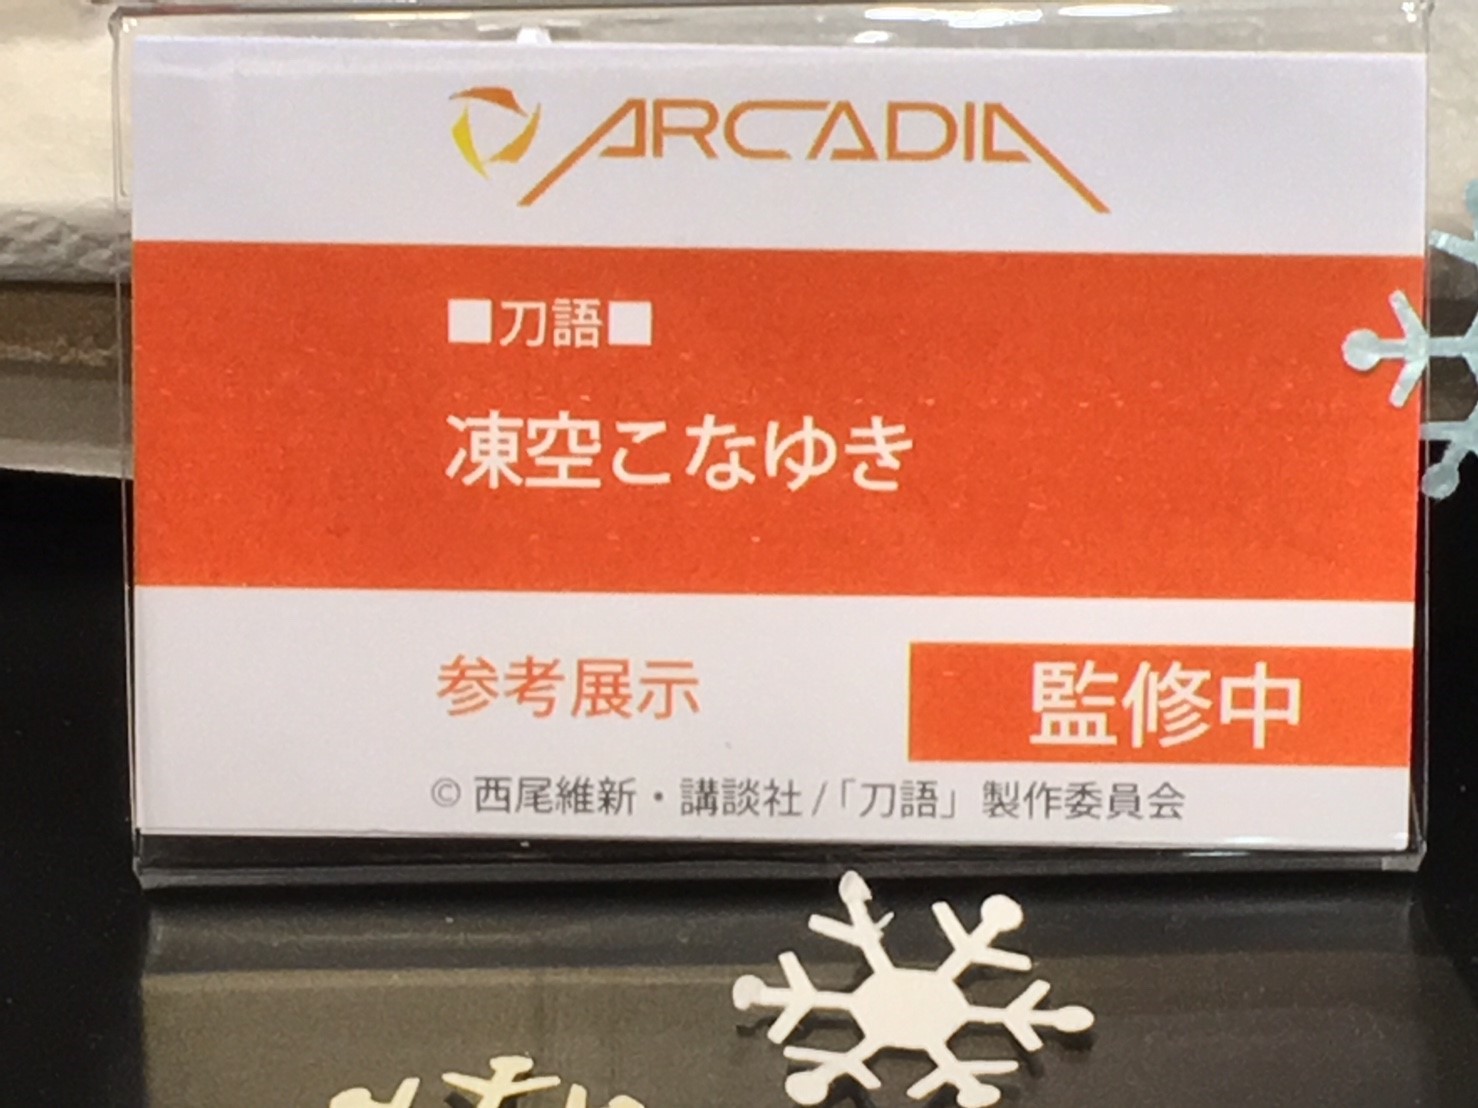 ARCADIA
■刀語■
凍空こなゆき
参考展示
監修中
© 西尾維新・講談社/「刀語」製作委員会